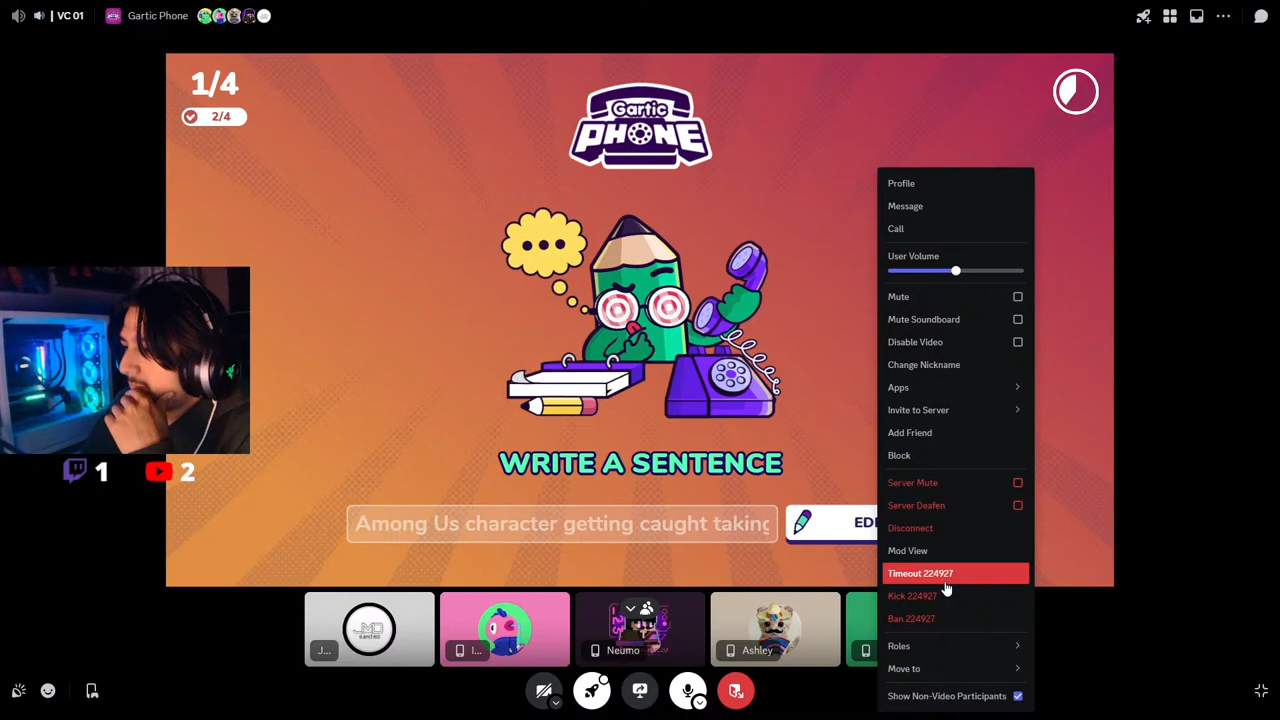 VC 01
Gartic Phone
1/4
2/4
Gartic
PHONE
WRITE A SENTENCE
Among Us character getting caught taking
Profile
Message
Call
User Volume
Mute
Mute Soundboard
Disable Video
Change Nickname
Apps
Invite to Server
Add Friend
Block
Server Mute
Server Deafen
Disconnect
Mod View
Timeout 224927
Kick 224927
Ban 224927
Roles
Move to
Show Non-Video Participants
1
2
J...
I...
Neumo
Ashley